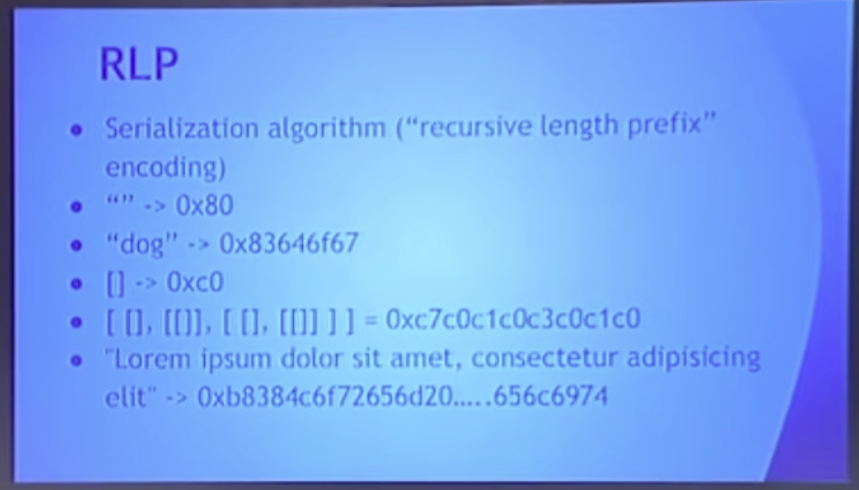 RLP
• Serialization algorithm (“recursive length prefix”
encoding)
• “” -> 0x80
• “dog” -> 0x83646f67
• [] -> 0xc0
• [ [], [[]], [ [], [[]] ] ] = 0xc7c0c1c0c3c0c1c0
• "Lorem ipsum dolor sit amet, consectetur adipisicing
elit" -> 0xb8384c6f72656d20.....656c6974